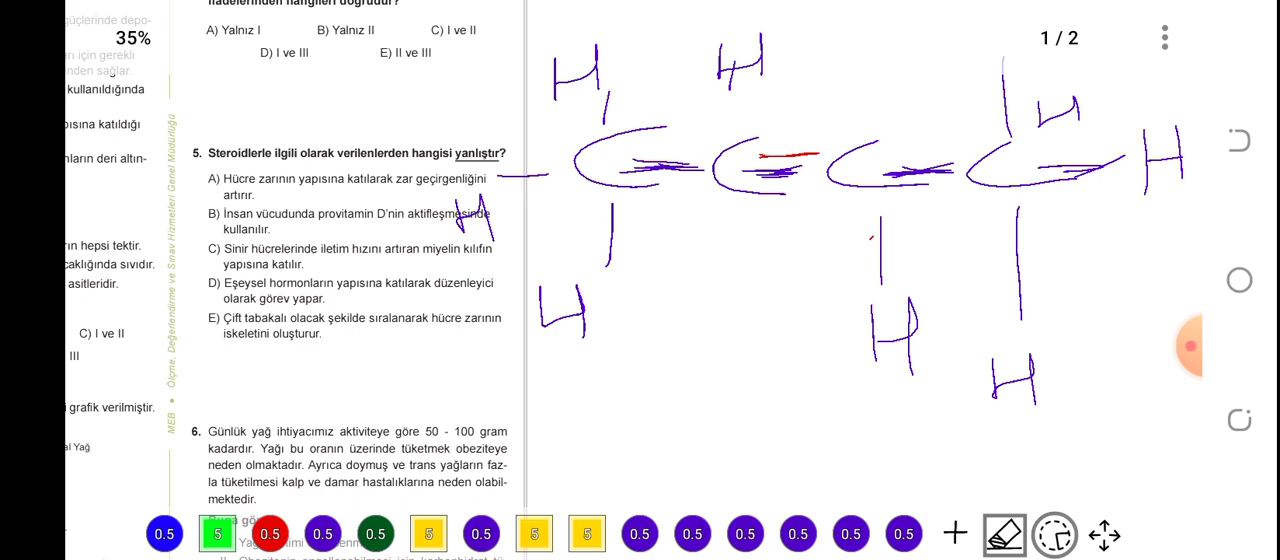 ifadelerinden hangileri doğrudur?
güçlerinde depo-
35%
A) Yalnız I B) Yalnız II C) I ve II
1 / 2
D) I ve III E) II ve III
rı için gerekli
nden sağlar.
kullanıldığında
pısına katıldığı
nların deri altın-
ın hepsi tektir.
caklığında sıvıdır.
asitleridir.
C) I ve II
III
i grafik verilmiştir.
al Yağ
MEB • Ölçme, Değerlendirme ve Sınav Hizmetleri Genel Müdürlüğü
5. Steroidlerle ilgili olarak verilenlerden hangisi yanlıştır?
A) Hücre zarının yapısına katılarak zar geçirgenliğini
artırır.
B) İnsan vücudunda provitamin D'nin aktifleşmesinde
kullanılır.
C) Sinir hücrelerinde iletim hızını artıran miyelin kılıfın
yapısına katılır.
D) Eşeysel hormonların yapısına katılarak düzenleyici
olarak görev yapar.
E) Çift tabakalı olacak şekilde sıralanarak hücre zarının
iskeletini oluşturur.
6. Günlük yağ ihtiyacımız aktiviteye göre 50 - 100 gram
kadardır. Yağı bu oranın üzerinde tüketmek obeziteye
neden olmaktadır. Ayrıca doymuş ve trans yağların faz-
la tüketilmesi kalp ve damar hastalıklarına neden olabil-
mektedir.
H H H
C C C C H
H
H H H
0.5 5 0.5 0.5 0.5 5 0.5 5 5 0.5 0.5 0.5 0.5 0.5 0.5